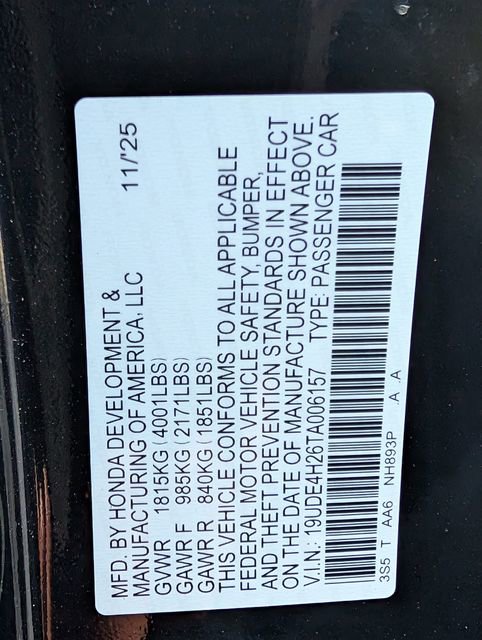 MFD. BY HONDA DEVELOPMENT &
MANUFACTURING OF AMERICA, LLC 11/'25
GVWR 1815KG (4001LBS)
GAWR F 985KG (2171LBS)
GAWR R 840KG (1851LBS)
THIS VEHICLE CONFORMS TO ALL APPLICABLE
FEDERAL MOTOR VEHICLE SAFETY, BUMPER,
AND THEFT PREVENTION STANDARDS IN EFFECT
ON THE DATE OF MANUFACTURE SHOWN ABOVE.
V.I.N.: 19UDE4H26TA006157 TYPE: PASSENGER CAR
3S5 T AA6 NH893P .A .A